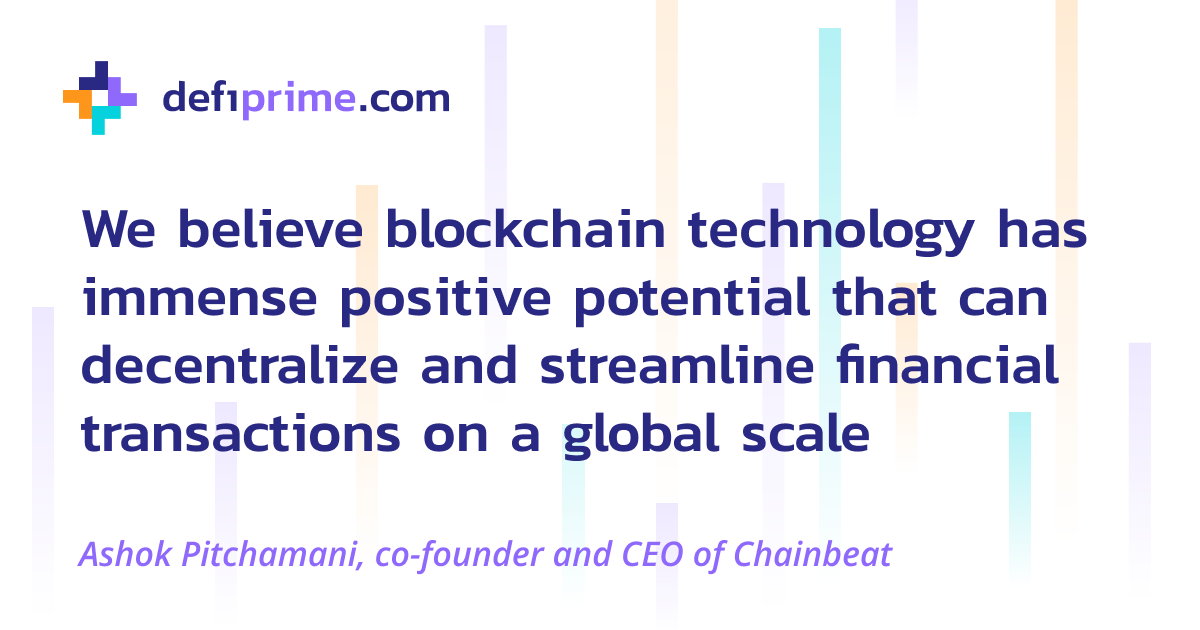 defiprime.com
We believe blockchain technology has
immense positive potential that can
decentralize and streamline financial
transactions on a global scale
Ashok Pitchamani, co-founder and CEO of Chainbeat